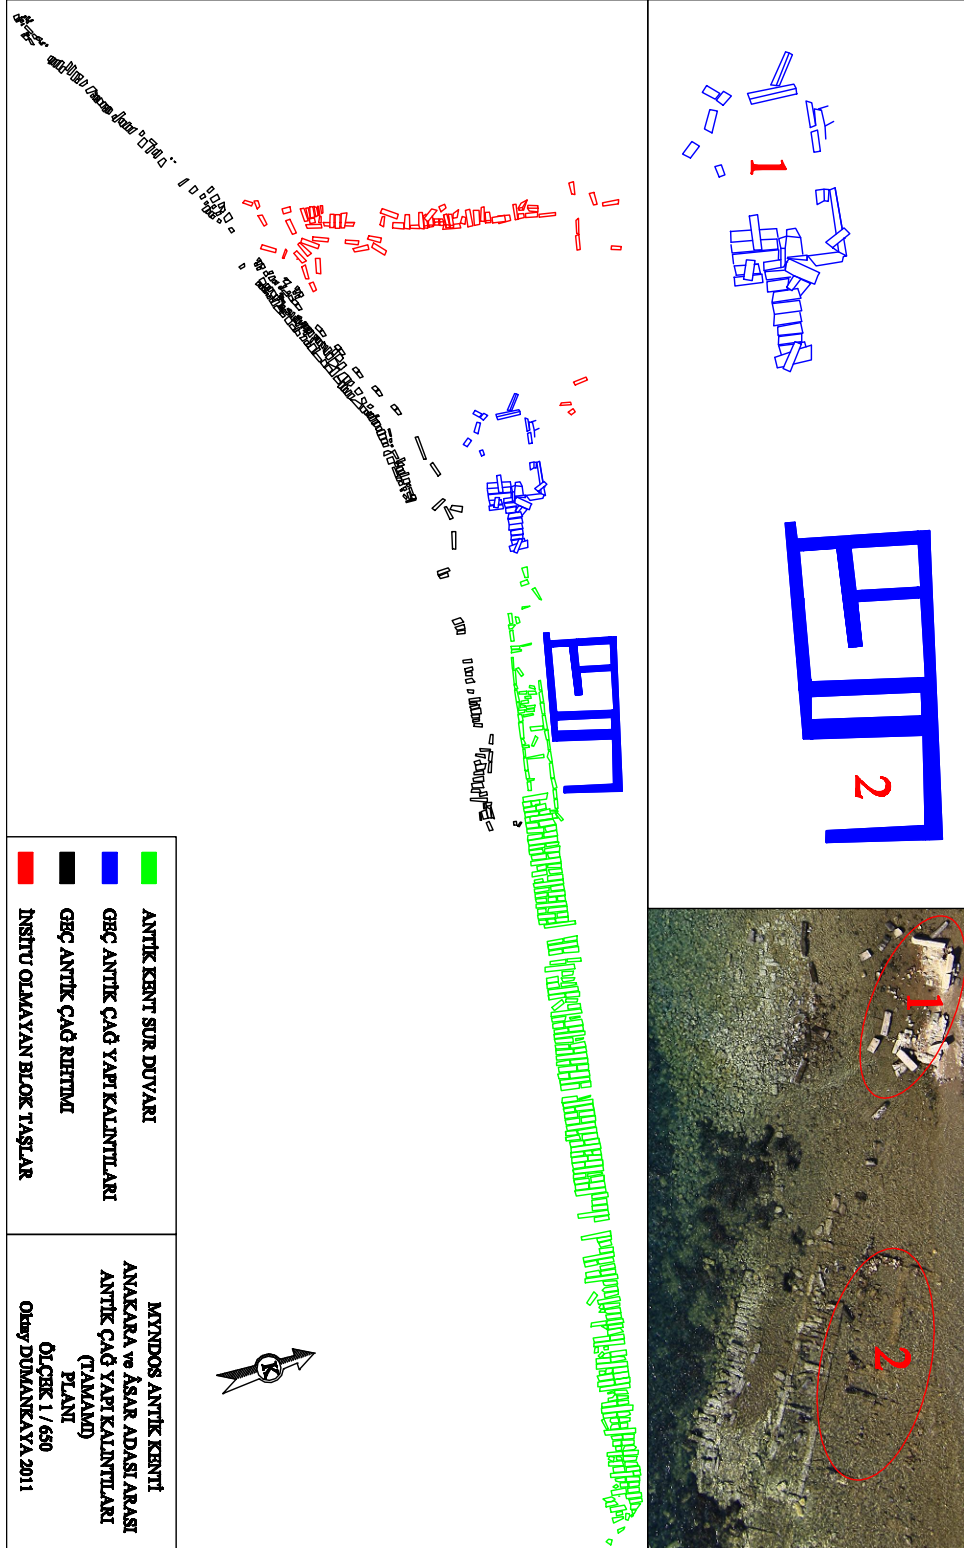 1
2
1
2
K
ANTİK KENT SUR DUVARI
GEÇ ANTİK ÇAĞ YAPI KALINTILARI
GEÇ ANTİK ÇAĞ RIHTIMI
İNSİTU OLMAYAN BLOK TAŞLAR
MYNDOS ANTİK KENTİ
ANAKARA ve ÂSAR ADASI ARASI
ANTİK ÇAĞ YAPI KALINTILARI
(TAMAMI)
PLANI
ÖLÇEK 1 / 650
Oktay DUMANKAYA 2011